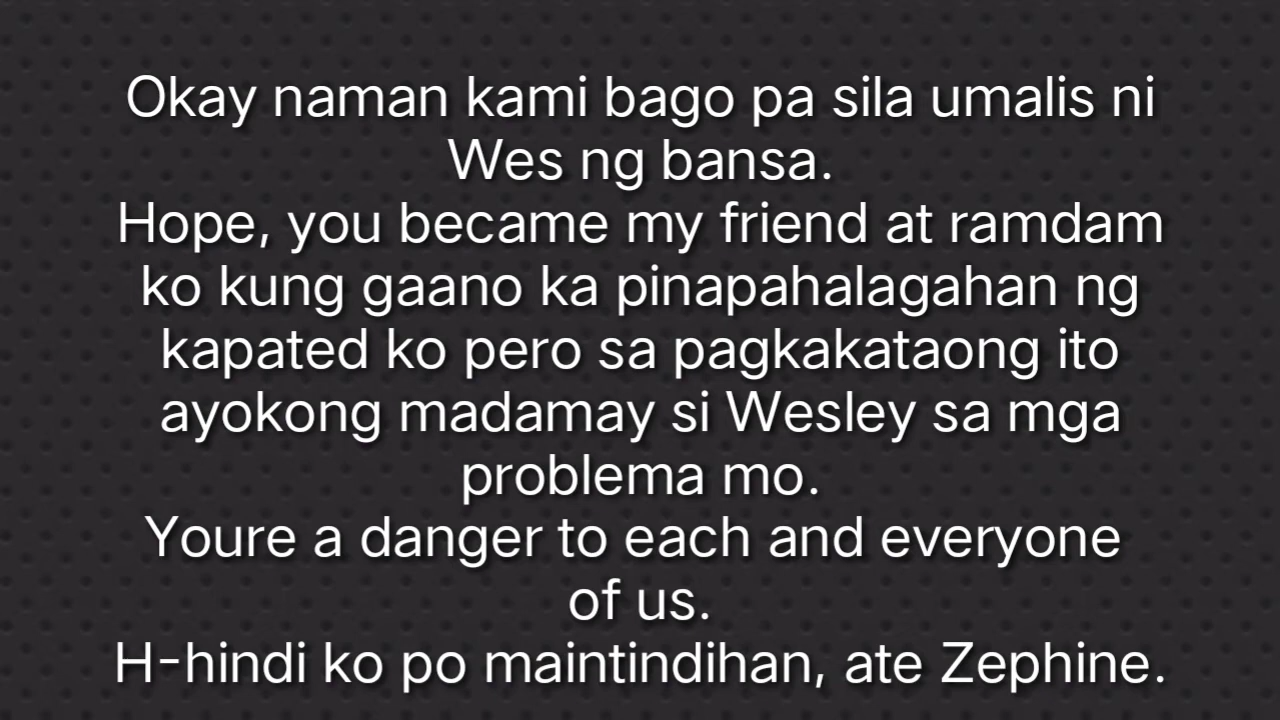 Okay naman kami bago pa sila umalis ni
Wes ng bansa.
Hope, you became my friend at ramdam
ko kung gaano ka pinapahalagahan ng
kapated ko pero sa pagkakataong ito
ayokong madamay si Wesley sa mga
problema mo.
Youre a danger to each and everyone
of us.
H-hindi ko po maintindihan, ate Zephine.